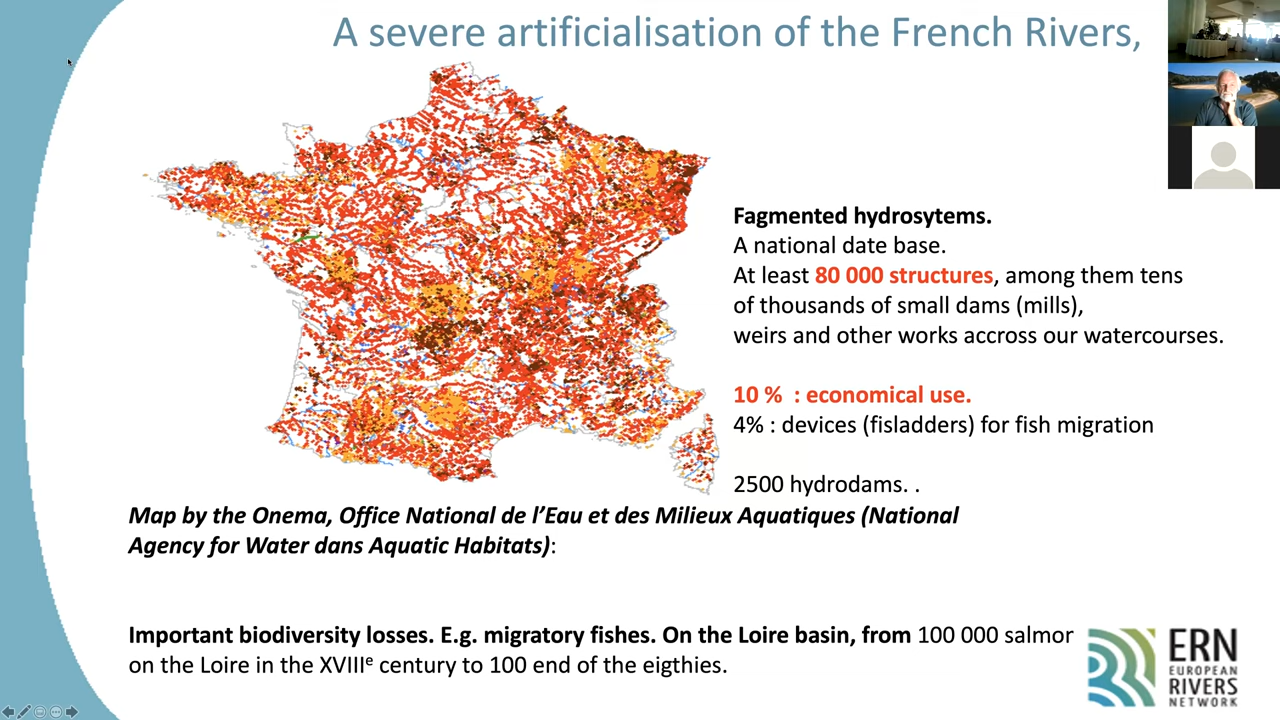 A severe artificialisation of the French Rivers,
Fagmented hydrosytems.
A national date base.
At least 80 000 structures, among them tens
of thousands of small dams (mills),
weirs and other works accross our watercourses.
10 % : economical use.
4% : devices (fisladders) for fish migration
2500 hydrodams. .
Map by the Onema, Office National de l’Eau et des Milieux Aquatiques (National
Agency for Water dans Aquatic Habitats):
Important biodiversity losses. E.g. migratory fishes. On the Loire basin, from 100 000 salmor
on the Loire in the XVIIIᵉ century to 100 end of the eigthies.
ERN
EUROPEAN
RIVERS
NETWORK